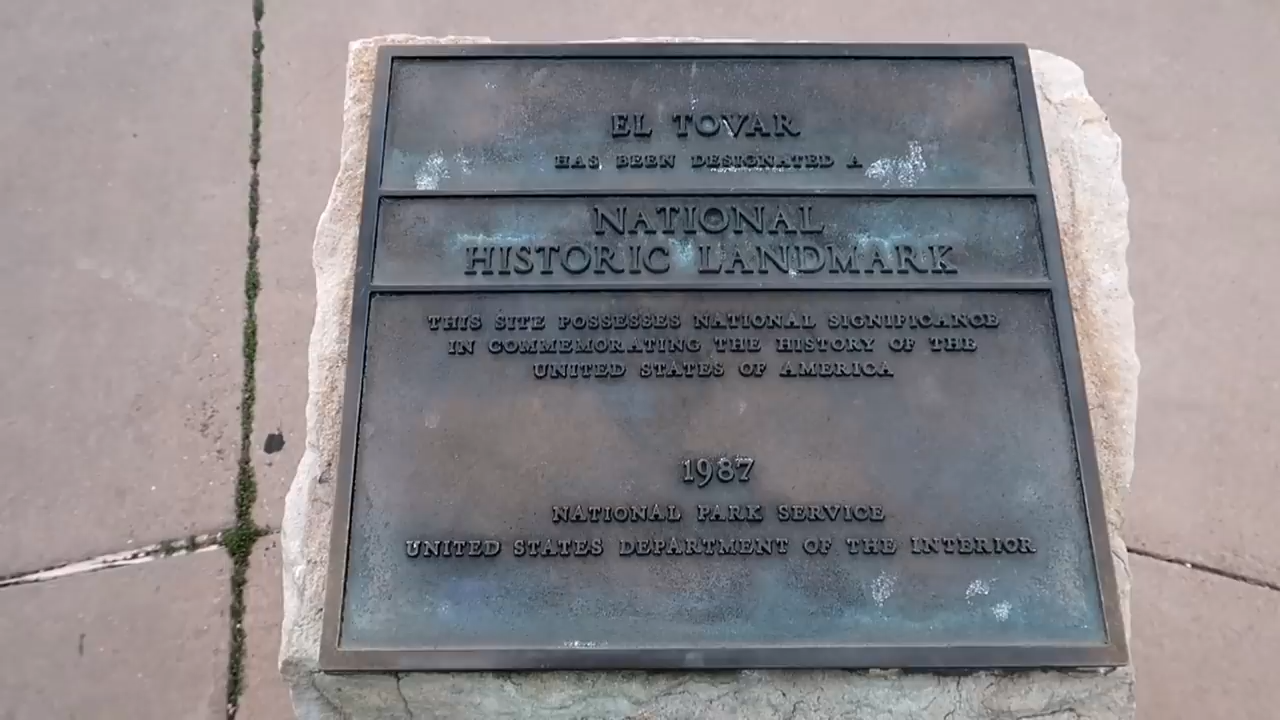 EL TOVAR
HAS BEEN DESIGNATED A
NATIONAL
HISTORIC LANDMARK
THIS SITE POSSESSES NATIONAL SIGNIFICANCE
IN COMMEMORATING THE HISTORY OF THE
UNITED STATES OF AMERICA
1987
NATIONAL PARK SERVICE
UNITED STATES DEPARTMENT OF THE INTERIOR